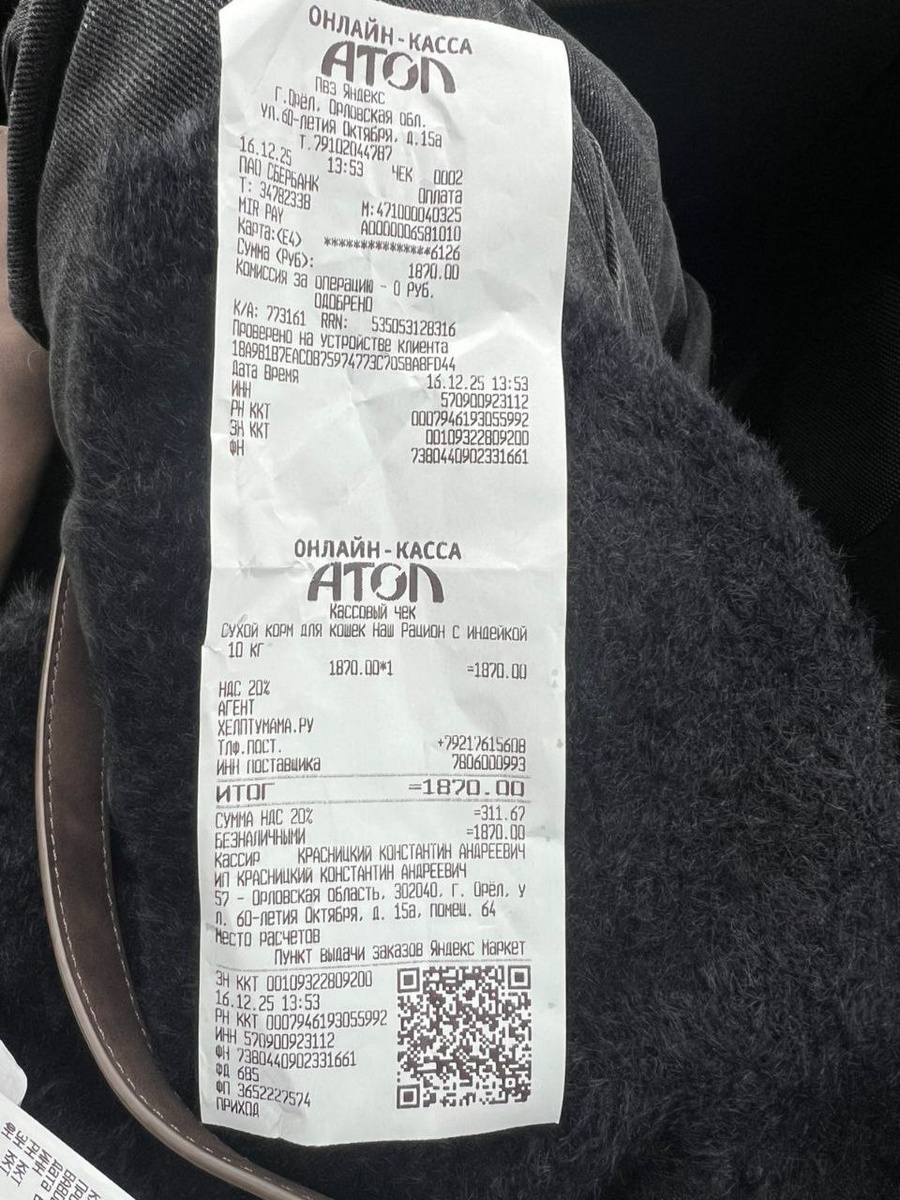 ОНЛАЙН-КАССА
АТОЛ
ПВЗ Яндекс
г.Орёл, Орловская обл.
ул.60-летия Октября, д.15а
Т.79102044787
16.12.25 13:53 ЧЕК 0002
ПАО СБЕРБАНК Оплата
Т: 34782338 М:471000040325
MIR PAY A0000006581010
Карта:(E4) ***************6126
Сумма (Руб): 1870.00
Комиссия за операцию - 0 Руб.
ОДОБРЕНО
К/А: 773161 RRN: 535053128316
Проверено на устройстве клиента
18A981B7EAC0B75974773C705BA8FD44
Дата Время 16.12.25 13:53
ИНН 570900923112
РН ККТ 0007946193055992
ЗН ККТ 00109322809200
ФН 7380440902331661
ОНЛАЙН-КАССА
АТОЛ
Кассовый чек
Сухой корм для кошек Наш Рацион с индейкой
10 кг
1870.00*1 =1870.00
НДС 20%
АГЕНТ
ХЕЛПТУМАМА.РУ
ТЛФ.ПОСТ. +79217615608
ИНН поставщика 7806000993
ИТОГ =1870.00
СУММА НДС 20% =311.67
БЕЗНАЛИЧНЫМИ =1870.00
Кассир КРАСНИЦКИЙ КОНСТАНТИН АНДРЕЕВИЧ
ИП КРАСНИЦКИЙ КОНСТАНТИН АНДРЕЕВИЧ
57 - Орловская область, 302040, г. Орёл, у
л. 60-летия Октября, д. 15а, помещ. 64
Место расчетов
Пункт выдачи заказов Яндекс Маркет
ЗН ККТ 00109322809200
16.12.25 13:53
РН ККТ 0007946193055992
ИНН 570900923112
ФН 7380440902331661
ФД 685
ФП 3652227574
ПРИХОД